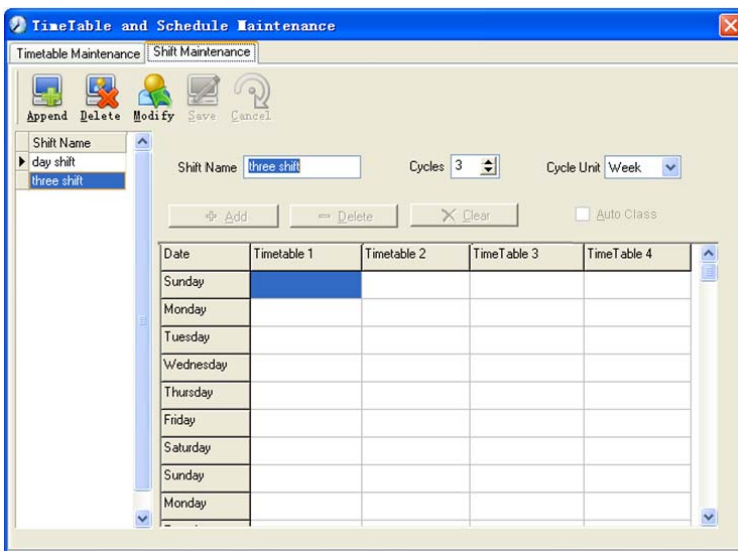 TimeTable and Schedule Maintenance
Timetable Maintenance Shift Maintenance
Append Delete Modify Save Cancel
Shift Name
day shift
three shift
Shift Name three shift Cycles 3 Cycle Unit Week
Add Delete Clear Auto Class
Date Timetable 1 Timetable 2 TimeTable 3 TimeTable 4
Sunday
Monday
Tuesday
Wednesday
Thursday
Friday
Saturday
Sunday
Monday